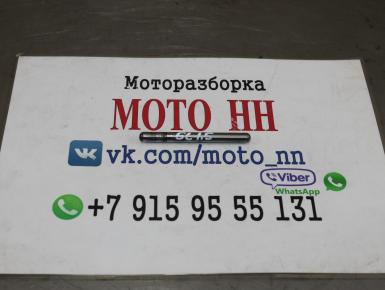 Моторазборка
МОТО НН
vk.com/moto_nn
Viber
WhatsApp
+7 915 95 55 131